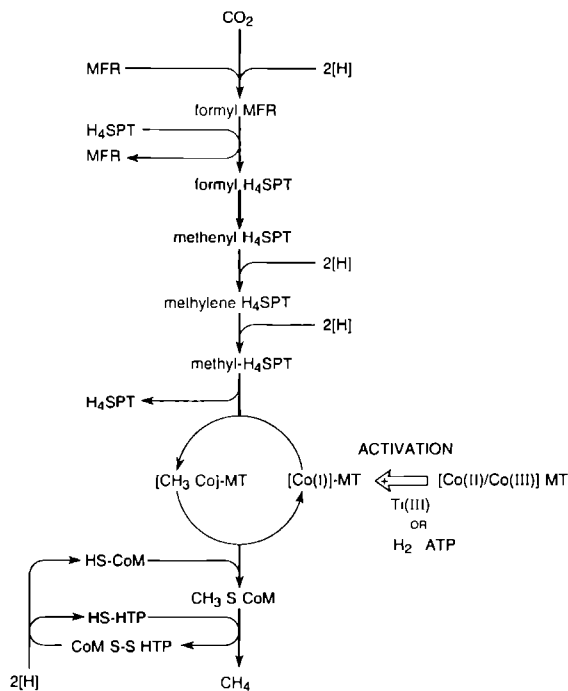 CO2
MFR 2[H]
formyl MFR
H4SPT
MFR
formyl H4SPT
methenyl H4SPT
2[H]
methylene H4SPT
2[H]
methyl-H4SPT
H4SPT
ACTIVATION
[CH3 Co]-MT [Co(I)]-MT + [Co(II)/Co(III)] MT
Ti(III)
OR
H2 ATP
HS-CoM
CH3 S CoM
HS-HTP
CoM S-S HTP
2[H] CH4